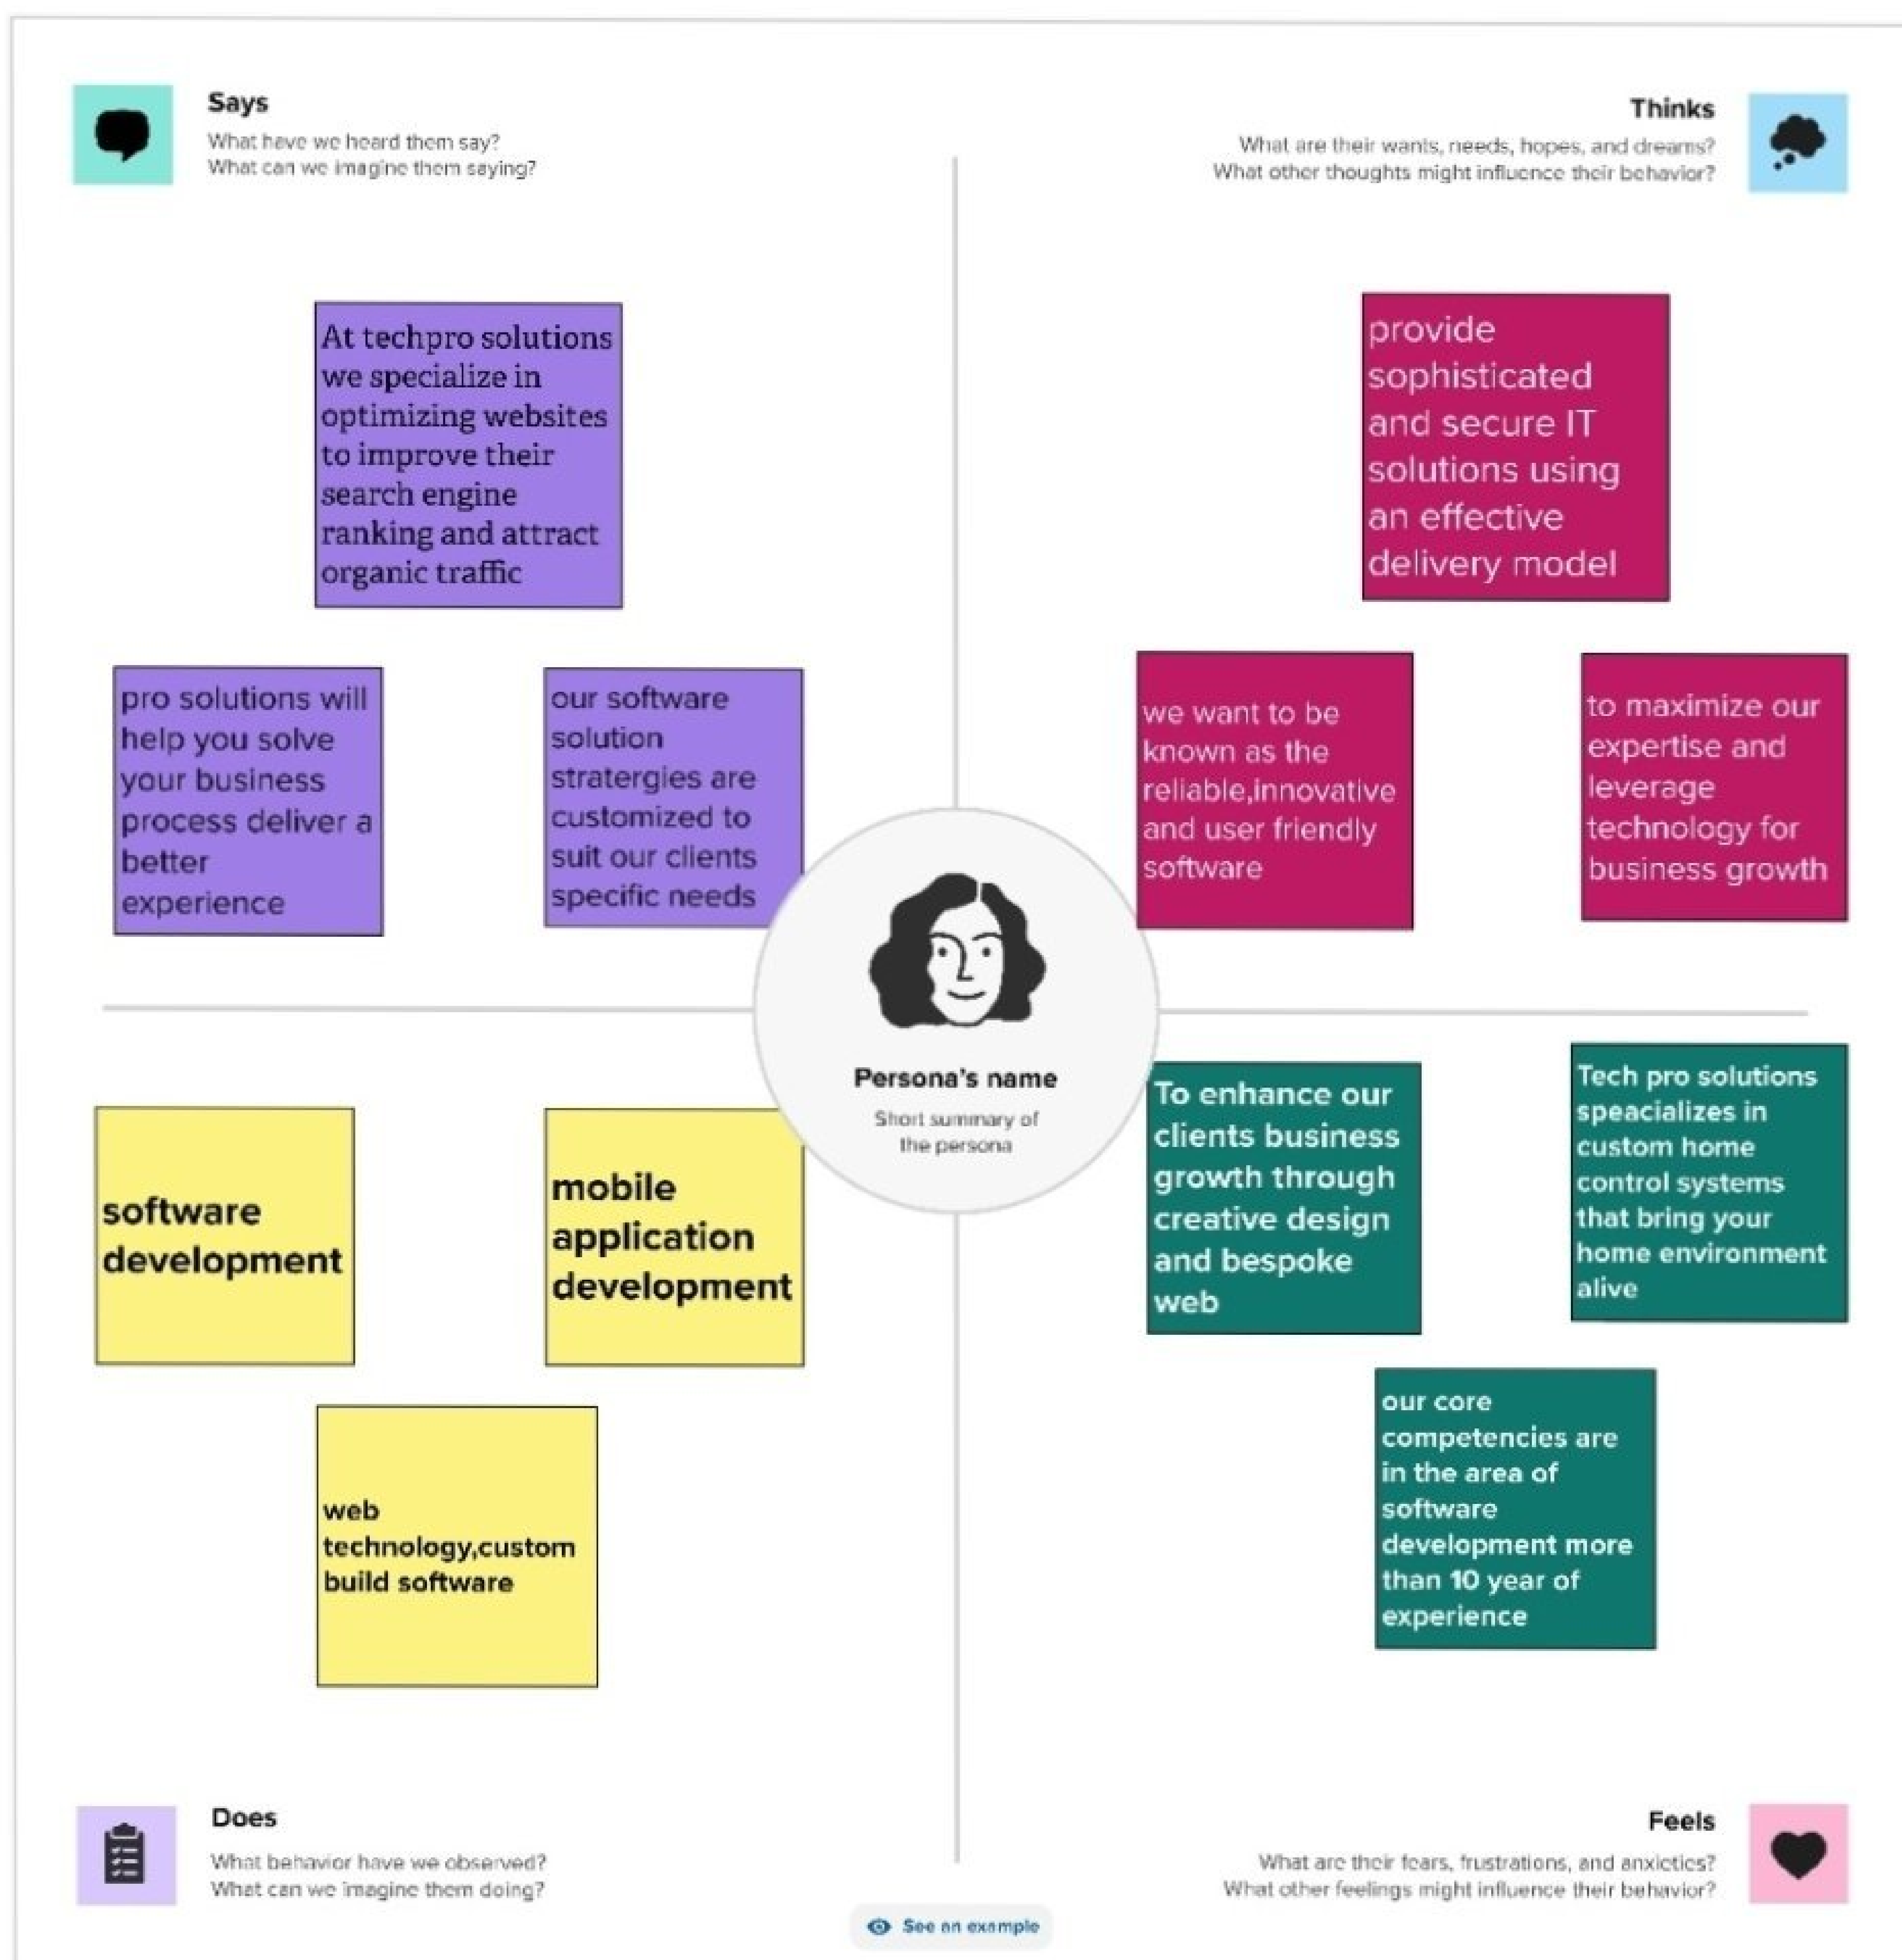 Says
What have we heard them say?
What can we imagine them saying?
Thinks
What are their wants, needs, hopes, and dreams?
What other thoughts might influence their behavior?
At techpro solutions
we specialize in
optimizing websites
to improve their
search engine
ranking and attract
organic traffic
pro solutions will
help you solve
your business
process deliver a
better
experience
our software
solution
stratergies are
customized to
suit our clients
specific needs
provide
sophisticated
and secure IT
solutions using
an effective
delivery model
we want to be
known as the
reliable,innovative
and user friendly
software
to maximize our
expertise and
leverage
technology for
business growth
Persona's name
Short summary of
the persona
software
development
mobile
application
development
web
technology,custom
build software
To enhance our
clients business
growth through
creative design
and bespoke
web
Tech pro solutions
speacializes in
custom home
control systems
that bring your
home environment
alive
our core
competencies are
in the area of
software
development more
than 10 year of
experience
Does
What behavior have we observed?
What can we imagine them doing?
Feels
What are their fears, frustrations, and anxieties?
What other feelings might influence their behavior?
See an example